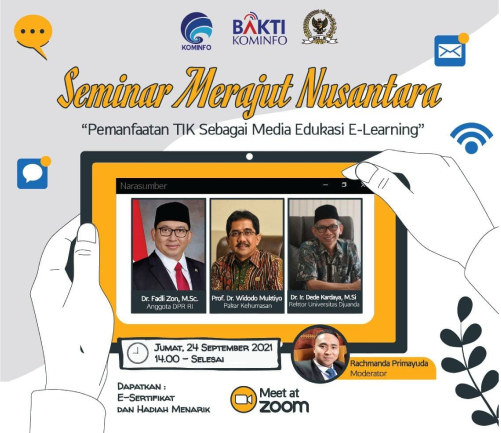 KOMINFO
BAKTI
KOMINFO
Seminar Merajut Nusantara
“Pemanfaatan TIK Sebagai Media Edukasi E-Learning”
Narasumber
Dr. Fadli Zon, M.Sc.
Anggota DPR RI
Prof. Dr. Widodo Muktiyo
Pakar Kehumasan
Dr. Ir. Dede Kardaya, M.Si
Rektor Universitas Djuanda
Jumat, 24 September 2021
14.00 – Selesai
Rachmanda Primayuda
Moderator
Dapatkan :
E-Sertifikat
dan Hadiah Menarik
Meet at
zoom